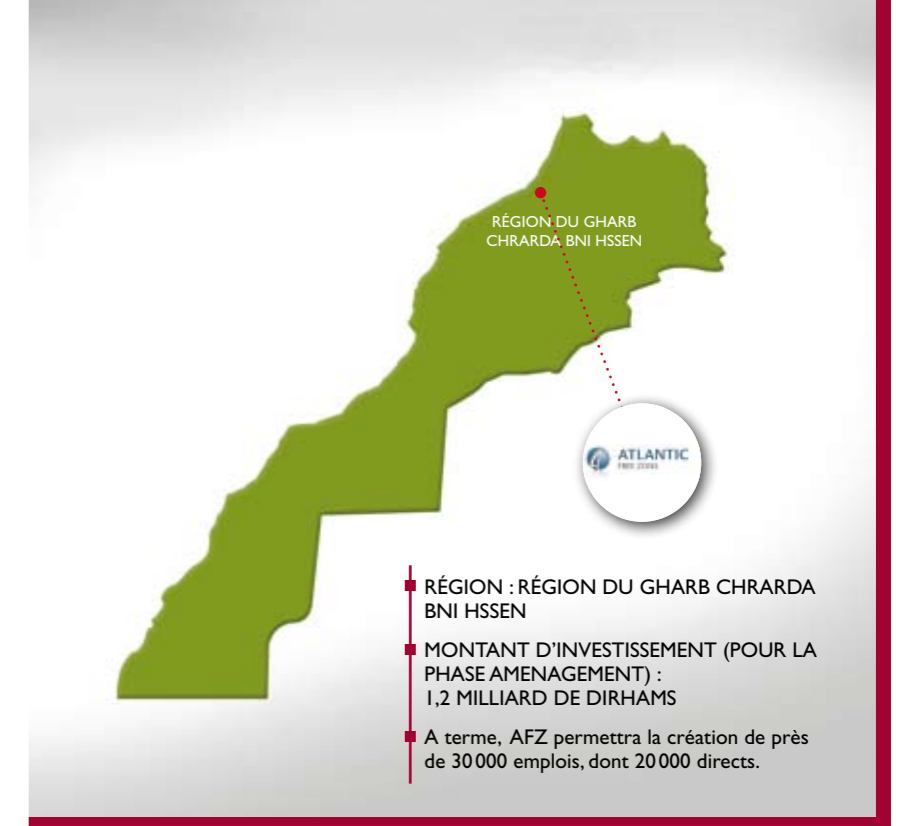 RÉGION DU GHARB
CHRARDA BNI HSSEN
ATLANTIC
FREE ZONE
RÉGION : RÉGION DU GHARB CHRARDA
BNI HSSEN
MONTANT D’INVESTISSEMENT (POUR LA
PHASE AMENAGEMENT) :
1,2 MILLIARD DE DIRHAMS
A terme, AFZ permettra la création de près
de 30 000 emplois, dont 20 000 directs.